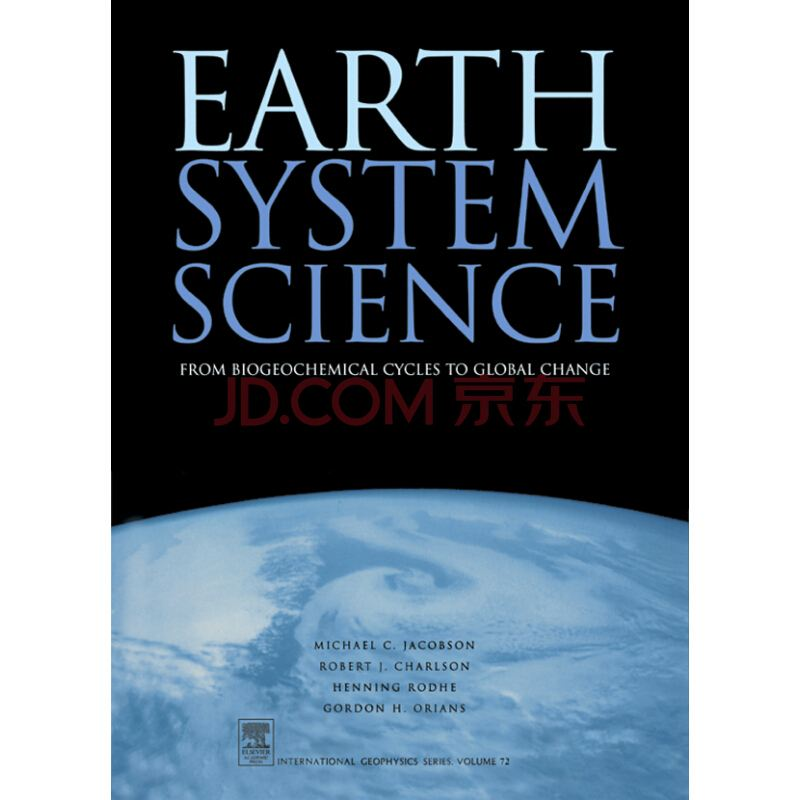 EARTH
SYSTEM
SCIENCE
FROM BIOGEOCHEMICAL CYCLES TO GLOBAL CHANGE
JD.COM 京东
MICHAEL C. JACOBSON
ROBERT J. CHARLSON
HENNING RODHE
GORDON H. ORIANS
ELSEVIER
ACADEMIC
PRESS
INTERNATIONAL GEOPHYSICS SERIES, VOLUME 72